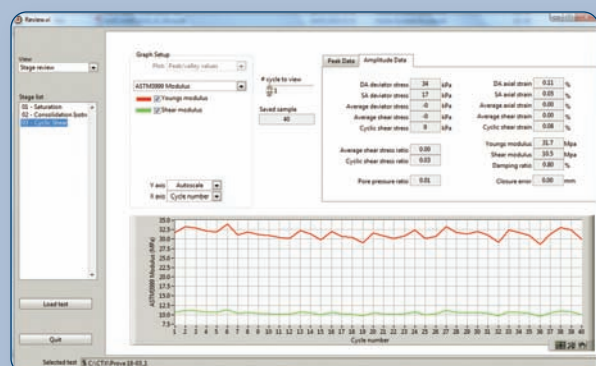 Review.vi
View
Stage review
Stage list
01 - Saturation
02 - Consolidation
03 - Cyclic Shear
Load test
Quit
Graph Setup
Plot Peak/valley values
ASTM3999 Modulus
Youngs modulus
Shear modulus
Y axis Autoscale
X axis Cycle number
# cycle to view
1
Saved sample
40
Peak Data Amplitude Data
DA deviator stress 34 kPa
SA deviator stress 17 kPa
Average deviator stress -0 kPa
Average shear stress -0 kPa
Cyclic shear stress kPa
Average shear stress ratio 0.00
Cyclic shear stress ratio 0.03
Pore pressure ratio 0.01
DA axial strain 0.11 %
SA axial strain 0.05 %
Average axial strain 0.00 %
Average shear strain 0.00 %
Cyclic shear strain 0.08 %
Youngs modulus 31.7 Mpa
Shear modulus 10.5 Mpa
Damping ratio 0.80 %
Closure error 0.00 mm
ASTM3999 Modulus (MPa)
35.0
32.5
30.0
27.5
25.0
22.5
20.0
17.5
15.0
12.5
10.0
7.5
1 2 3 4 5 6 7 8 9 10 11 12 13 14 15 16 17 18 19 20 21 22 23 24 25 26 27 28 29 30 31 32 33 34 35 36 37 38 39 40
Cycle number
Selected test C:\CTV\Prova 18-03_1